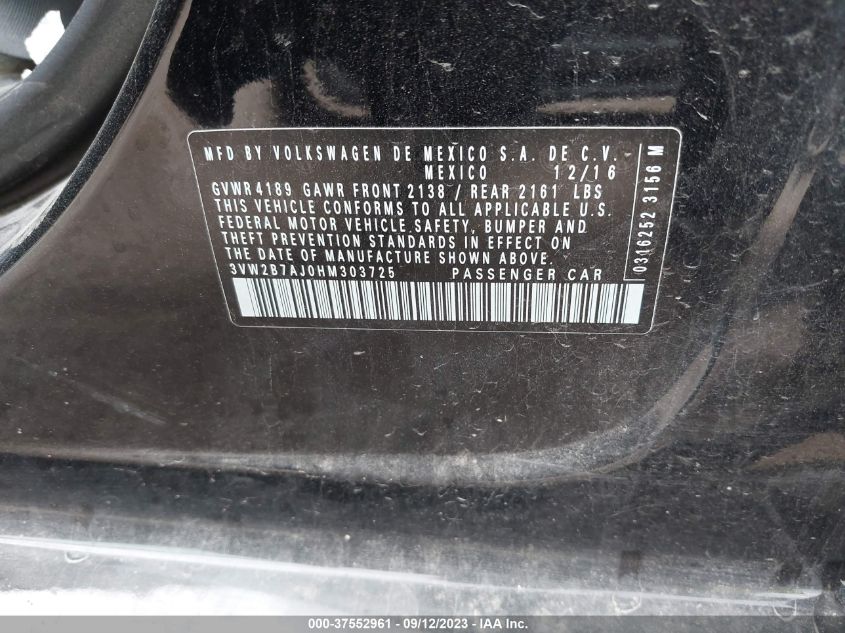 MFD BY VOLKSWAGEN DE MEXICO S.A. DE C.V.
MEXICO 12/16
GVWR 4189 GAWR FRONT 2138 / REAR 2161 LBS
THIS VEHICLE CONFORMS TO ALL APPLICABLE U.S.
FEDERAL MOTOR VEHICLE SAFETY, BUMPER AND
THEFT PREVENTION STANDARDS IN EFFECT ON
THE DATE OF MANUFACTURE SHOWN ABOVE.
3VW2B7AJ0HM303725 PASSENGER CAR
0316252 3156 M
000-37552961 - 09/12/2023 - IAA Inc.